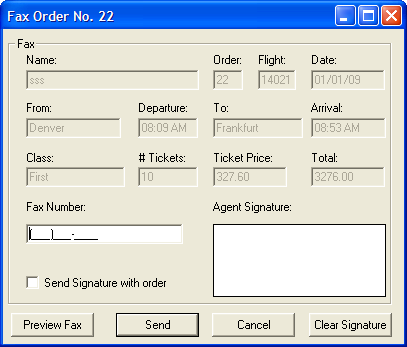 Fax Order No. 22
Fax
Name: Order: Flight: Date:
sss 22 14021 01/01/09
From: Departure: To: Arrival:
Denver 08:09 AM Frankfurt 08:53 AM
Class: # Tickets: Ticket Price: Total:
First 10 327.60 3276.00
Fax Number: Agent Signature:
(___)___-____
Send Signature with order
Preview Fax Send Cancel Clear Signature